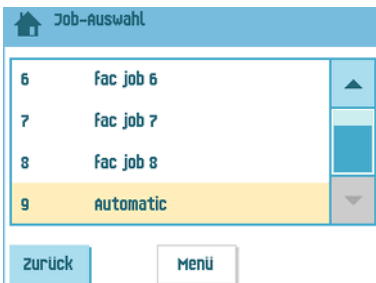 Job-Auswahl
6 fac job 6
7 fac job 7
8 fac job 8
9 Automatic
Zurück Menü